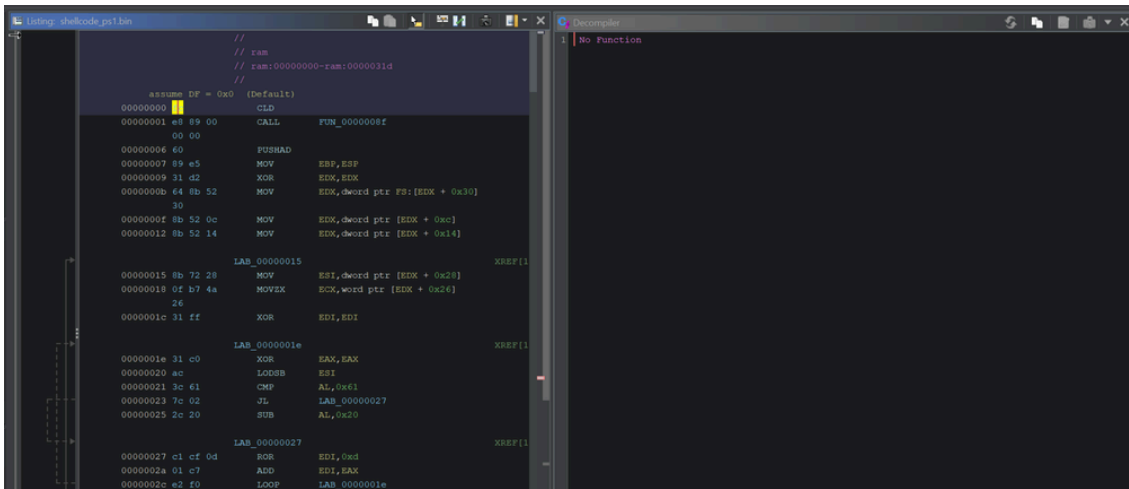 Listing: shellcode_ps1.bin
//
// ram
// ram:00000000-ram:0000031d
//
assume DF = 0x0 (Default)
00000000 CLD
00000001 e8 89 00 CALL FUN_0000008f
00 00
00000006 60 PUSHAD
00000007 89 e5 MOV EBP,ESP
00000009 31 d2 XOR EDX,EDX
0000000b 64 8b 52 MOV EDX,dword ptr FS:[EDX + 0x30]
30
0000000f 8b 52 0c MOV EDX,dword ptr [EDX + 0xc]
00000012 8b 52 14 MOV EDX,dword ptr [EDX + 0x14]
LAB_00000015 XREF[1
00000015 8b 72 28 MOV ESI,dword ptr [EDX + 0x28]
00000018 0f b7 4a MOVZX ECX,word ptr [EDX + 0x26]
26
0000001c 31 ff XOR EDI,EDI
LAB_0000001e XREF[1
0000001e 31 c0 XOR EAX,EAX
00000020 ac LODSB ESI
00000021 3c 61 CMP AL,0x61
00000023 7c 02 JL LAB_00000027
00000025 2c 20 SUB AL,0x20
LAB_00000027 XREF[1
00000027 c1 cf 0d ROR EDI,0xd
0000002a 01 c7 ADD EDI,EAX
0000002c e2 f0 LOOP LAB_0000001e
Decompiler
1 No Function